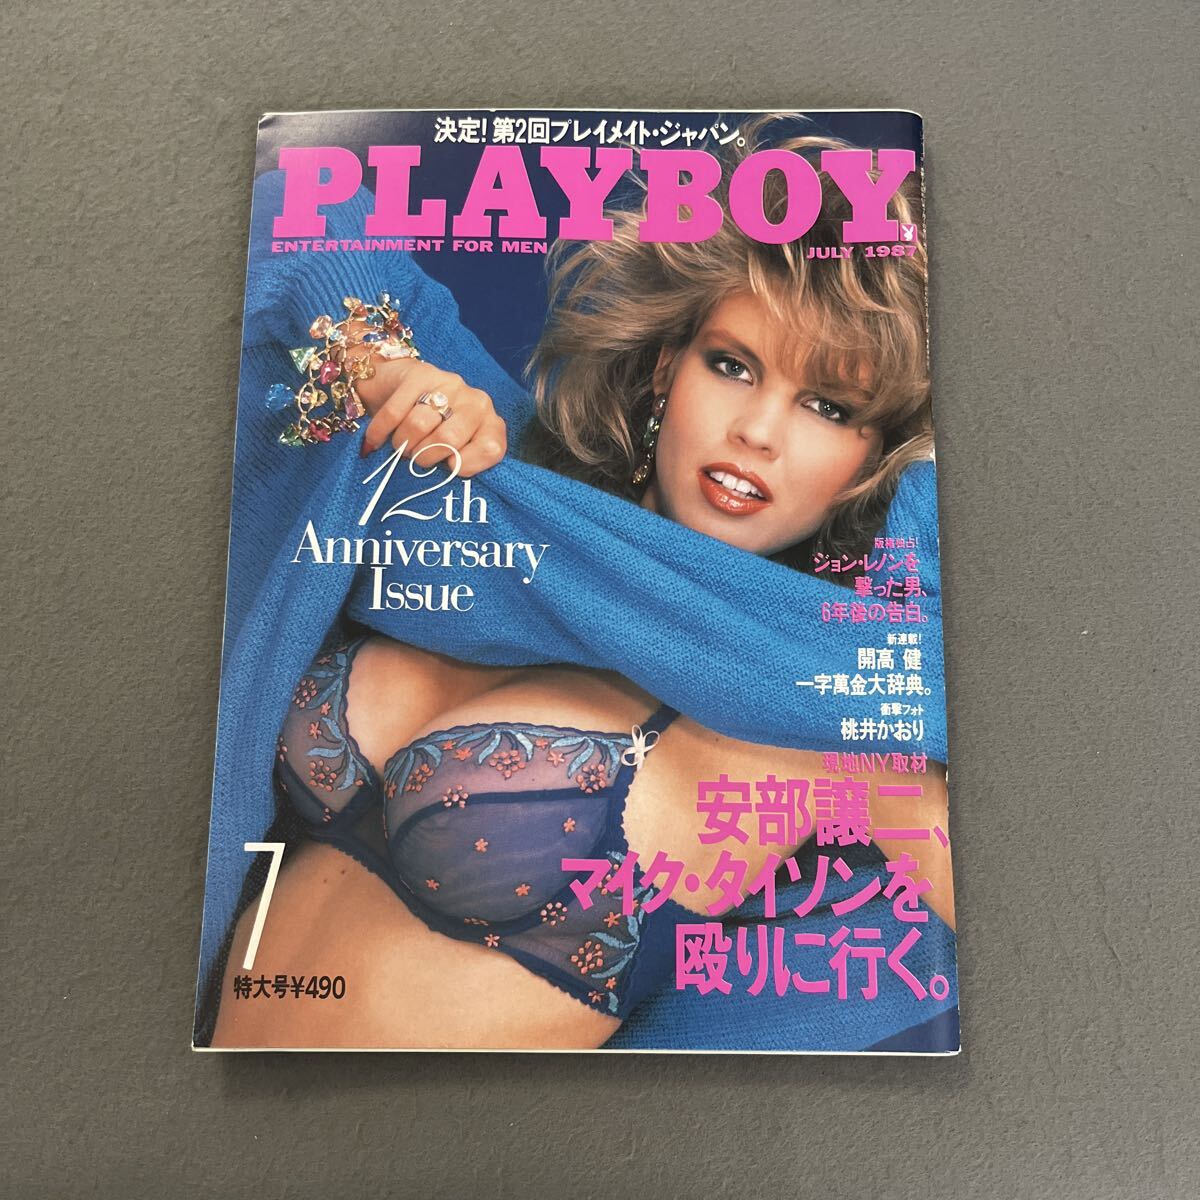 決定!第2回プレイメイト・ジャパン。
PLAYBOY
ENTERTAINMENT FOR MEN
JULY 1987
12th
Anniversary
Issue
版権独占!
ジョン・レノンを
撃った男、
6年後の告白。
新連載!
開高 健
一字萬金大辞典。
衝撃フォト
桃井かおり
現地NY取材
安部譲二、
マイク・タイソンを
殴りに行く。
7
特大号¥490